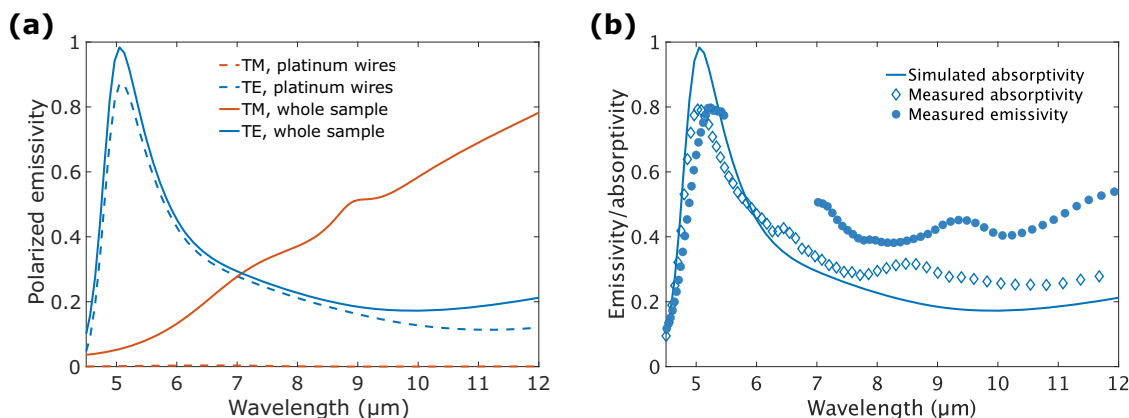 (a)
Polarized emissivity
1
0.8
0.6
0.4
0.2
0
TM, platinum wires
TE, platinum wires
TM, whole sample
TE, whole sample
5 6 7 8 9 10 11 12
Wavelength (μm)
(b)
Emissivity/absorptivity
1
0.8
0.6
0.4
0.2
0
Simulated absorptivity
Measured absorptivity
Measured emissivity
5 6 7 8 9 10 11 12
Wavelength (μm)